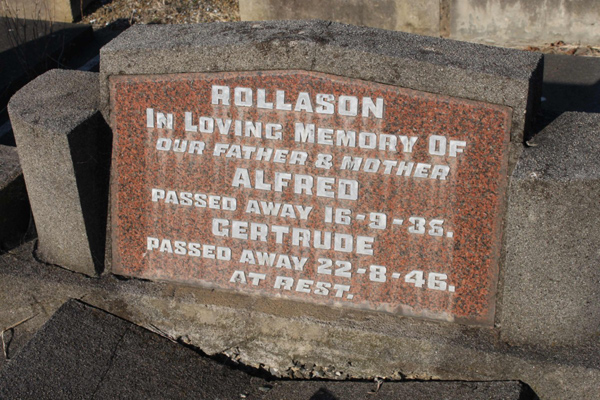 ROLLASON
IN LOVING MEMORY OF
OUR FATHER & MOTHER
ALFRED
PASSED AWAY 16-9-36.
GERTRUDE
PASSED AWAY 22-8-46.
AT REST.